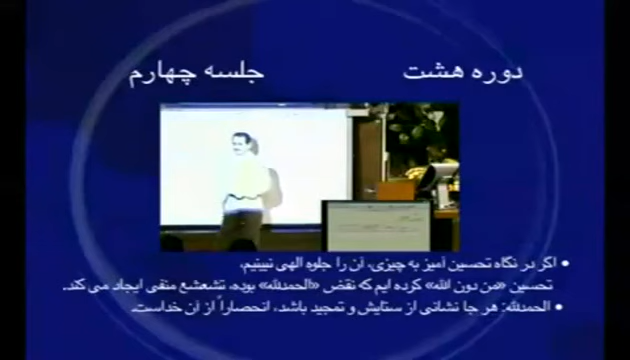 دوره هشت
جلسه چهارم
• اگر در نگاه تحسین آمیز به چیزی، آن را جلوه الهی نبینیم،
تحسین «من دون الله» کرده ایم که نقض «الحمدلله» بوده، تشعشع منفی ایجاد می کند.
• الحمدلله: هر جا نشانی از ستایش و تمجید باشد، انحصاراً از آن خداست.